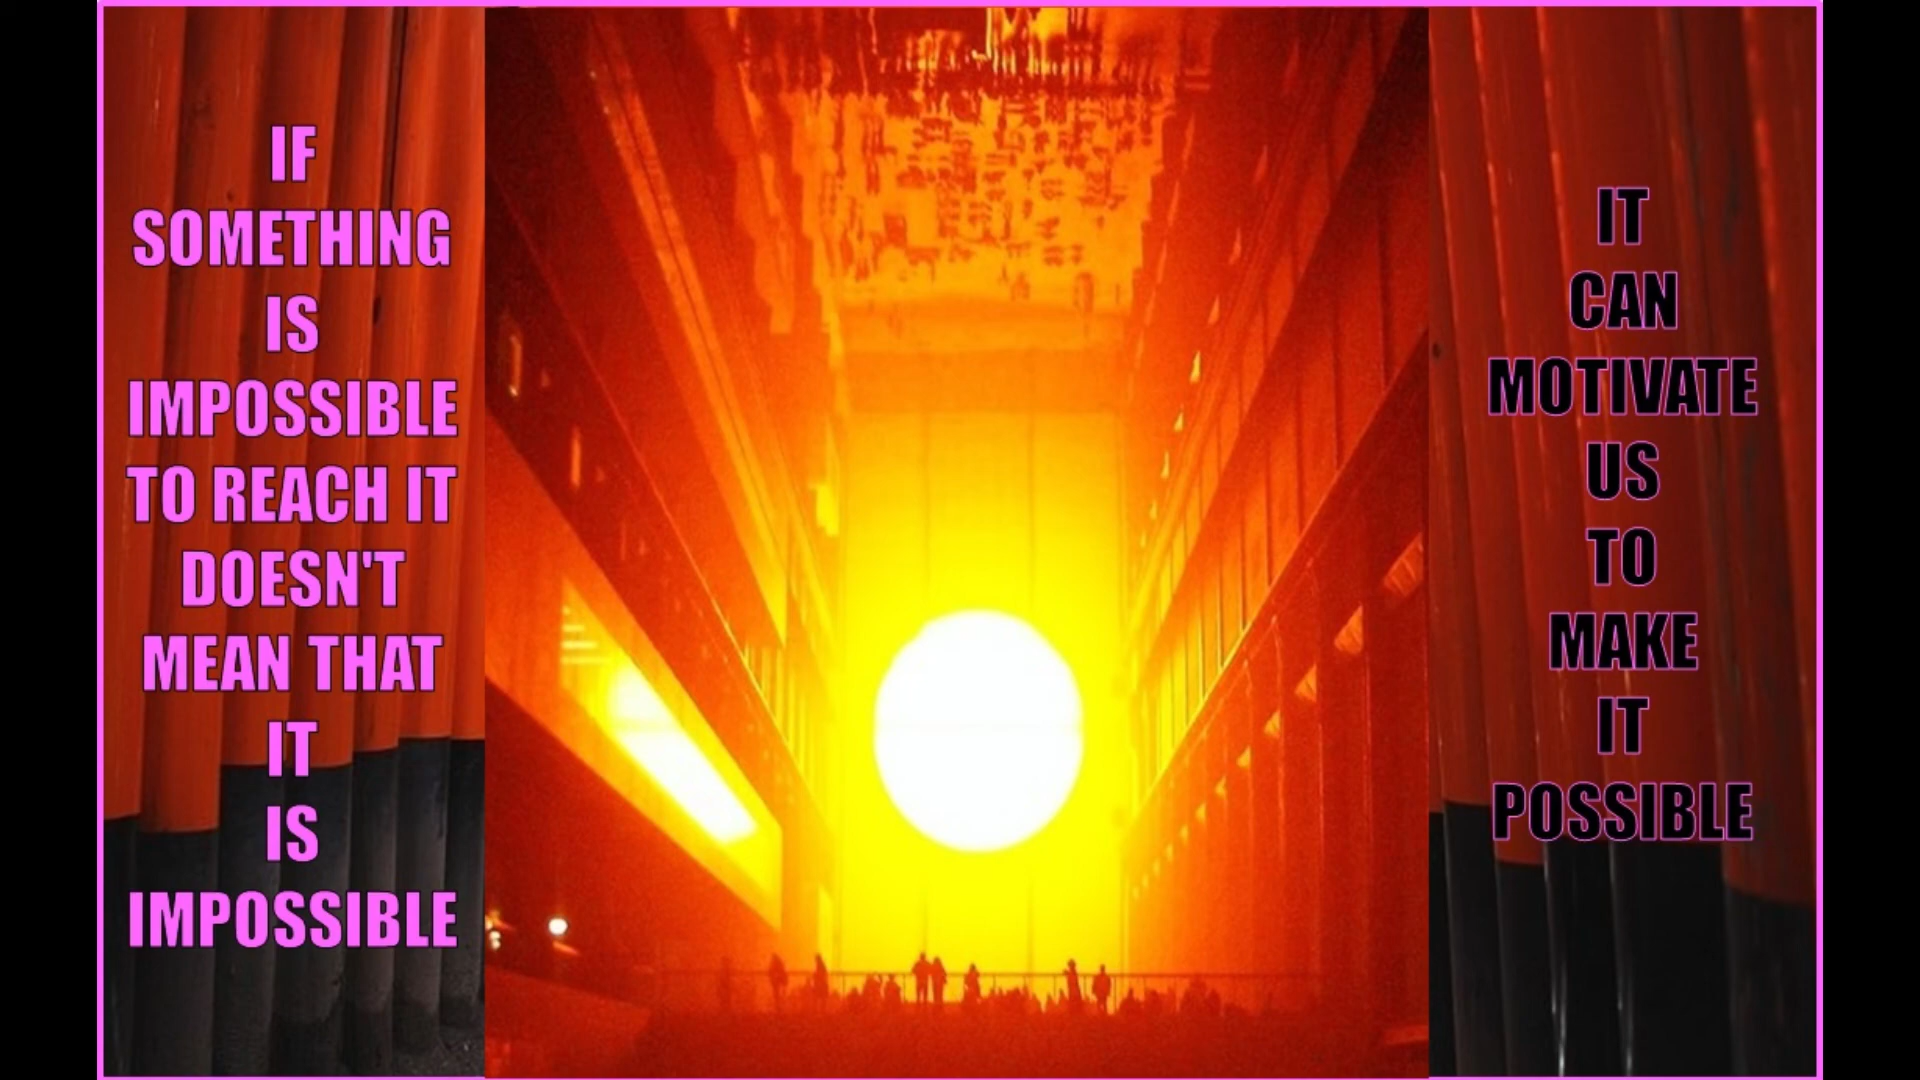 IF
SOMETHING
IS
IMPOSSIBLE
TO REACH IT
DOESN'T
MEAN THAT
IT
IS
IMPOSSIBLE
IT
CAN
MOTIVATE
US
TO
MAKE
IT
POSSIBLE